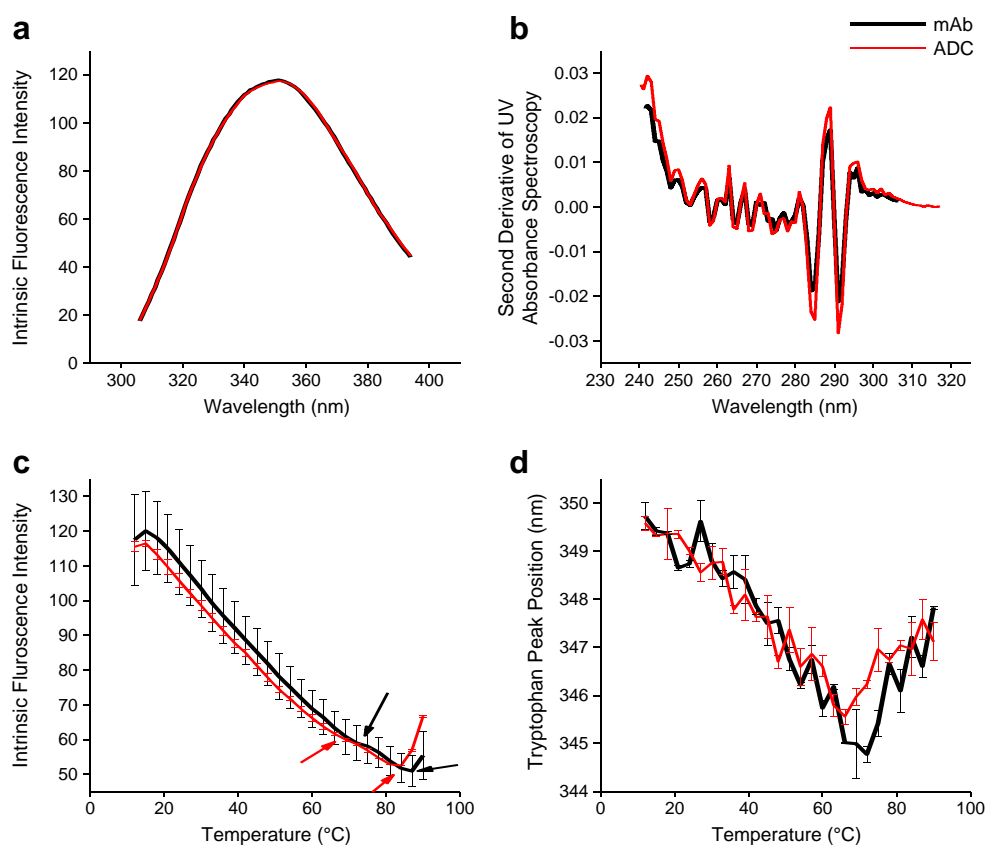 a
Intrinsic Fluorescence Intensity
120
100
80
60
40
20
0
300 320 340 360 380 400
Wavelength (nm)
b
mAb
ADC
Second Derivative of UV
Absorbance Spectroscopy
0.03
0.02
0.01
0.00
-0.01
-0.02
-0.03
230 240 250 260 270 280 290 300 310 320
Wavelength (nm)
c
Intrinsic Furoscence Intensity
130
120
110
100
90
80
70
60
50
0 20 40 60 80 100
Temperature (°C)
d
Tryptophan Peak Position (nm)
350
349
348
347
346
345
344
0 20 40 60 80 100
Temperature (°C)